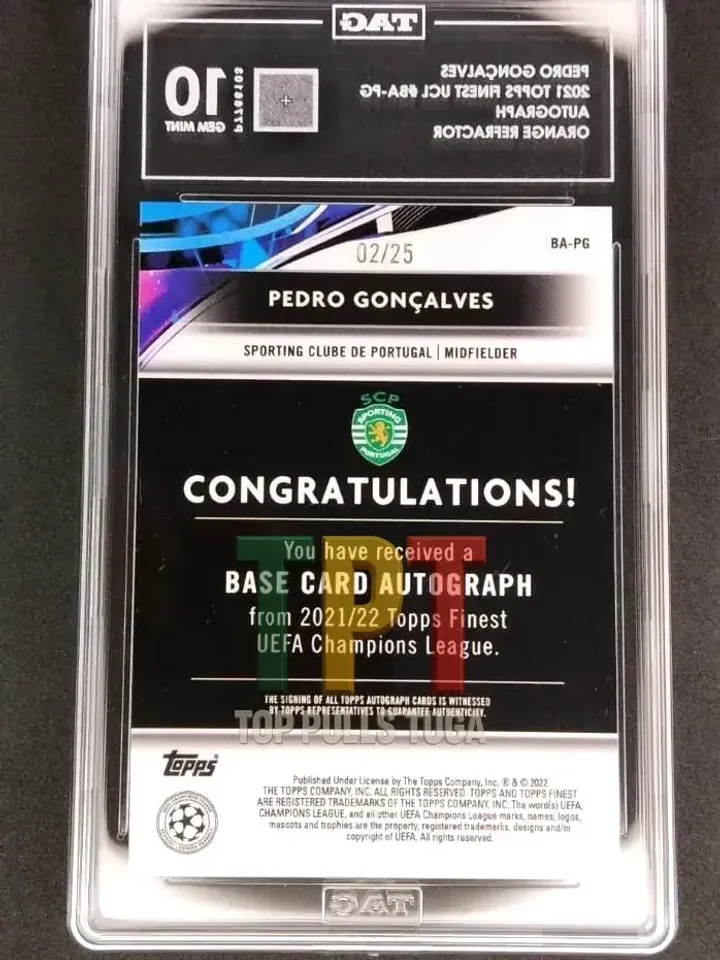 TAG
PEDRO GONÇALVES
2021 TOPPS FINEST UCL #BA-PG
AUTOGRAPH
ORANGE REFRACTOR
10
GEM MINT
P7766103
02/25
BA-PG
PEDRO GONÇALVES
SPORTING CLUBE DE PORTUGAL | MIDFIELDER
SCP
SPORTING
PORTUGAL
CONGRATULATIONS!
You have received a
BASE CARD AUTOGRAPH
from 2021/22 Topps Finest
UEFA Champions League.
TPT
THE SIGNING OF ALL TOPPS AUTOGRAPH CARDS IS WITNESSED
BY TOPPS REPRESENTATIVES TO GUARANTEE AUTHENTICITY.
TOP PULLS TUGA
Topps
Published Under License by The Topps Company, Inc. ® & © 2022
THE TOPPS COMPANY, INC. ALL RIGHTS RESERVED. TOPPS AND TOPPS FINEST
ARE REGISTERED TRADEMARKS OF THE TOPPS COMPANY, INC. The word(s) UEFA,
CHAMPIONS LEAGUE, and all other UEFA Champions League marks, names, logos,
mascots and trophies are the property, registered trademarks, designs and/or
copyright of UEFA. All rights reserved.
TAG